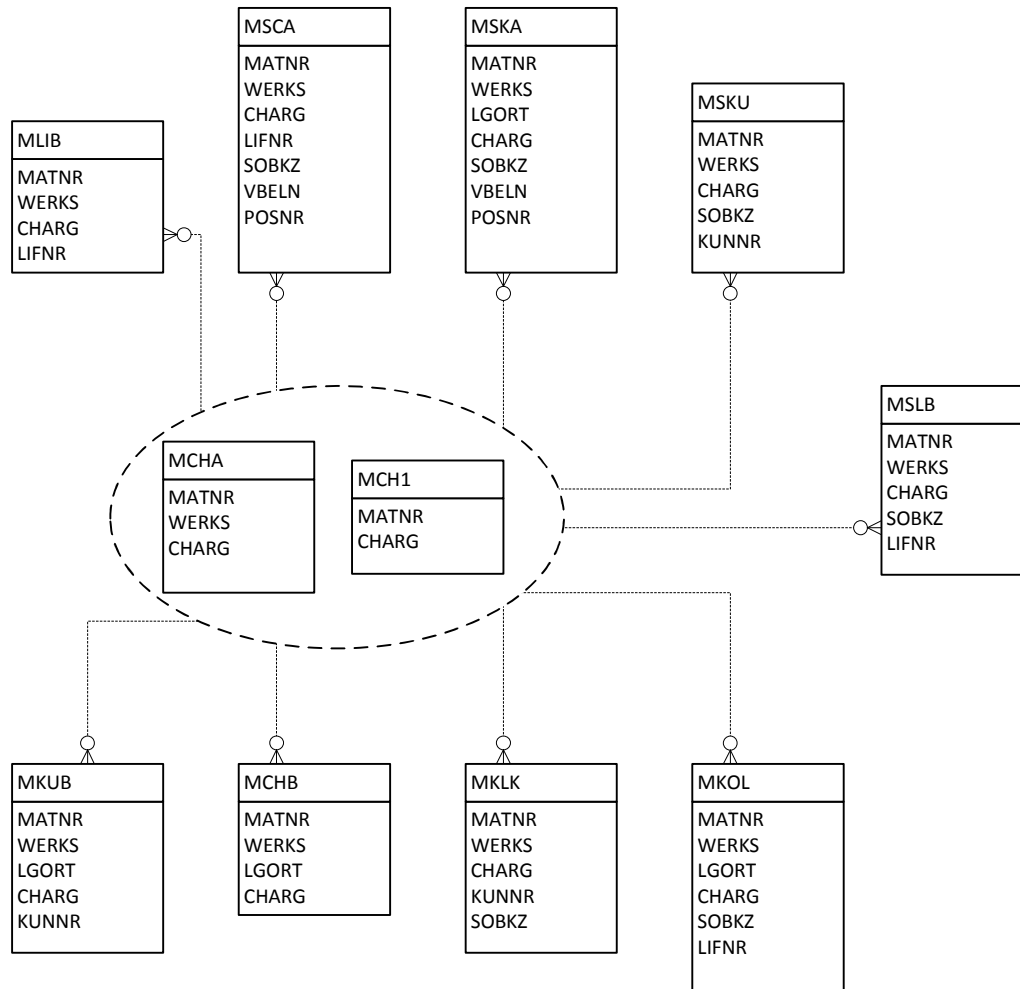 MSCA
MATNR
WERKS
CHARG
LIFNR
SOBKZ
VBELN
POSNR
MSKA
MATNR
WERKS
LGORT
CHARG
SOBKZ
VBELN
POSNR
MSKU
MATNR
WERKS
CHARG
SOBKZ
KUNNR
MLIB
MATNR
WERKS
CHARG
LIFNR
MSLB
MATNR
WERKS
CHARG
SOBKZ
LIFNR
MCHA
MATNR
WERKS
CHARG
MCH1
MATNR
CHARG
MKUB
MATNR
WERKS
LGORT
CHARG
KUNNR
MCHB
MATNR
WERKS
LGORT
CHARG
MKLK
MATNR
WERKS
CHARG
KUNNR
SOBKZ
MKOL
MATNR
WERKS
LGORT
CHARG
SOBKZ
LIFNR